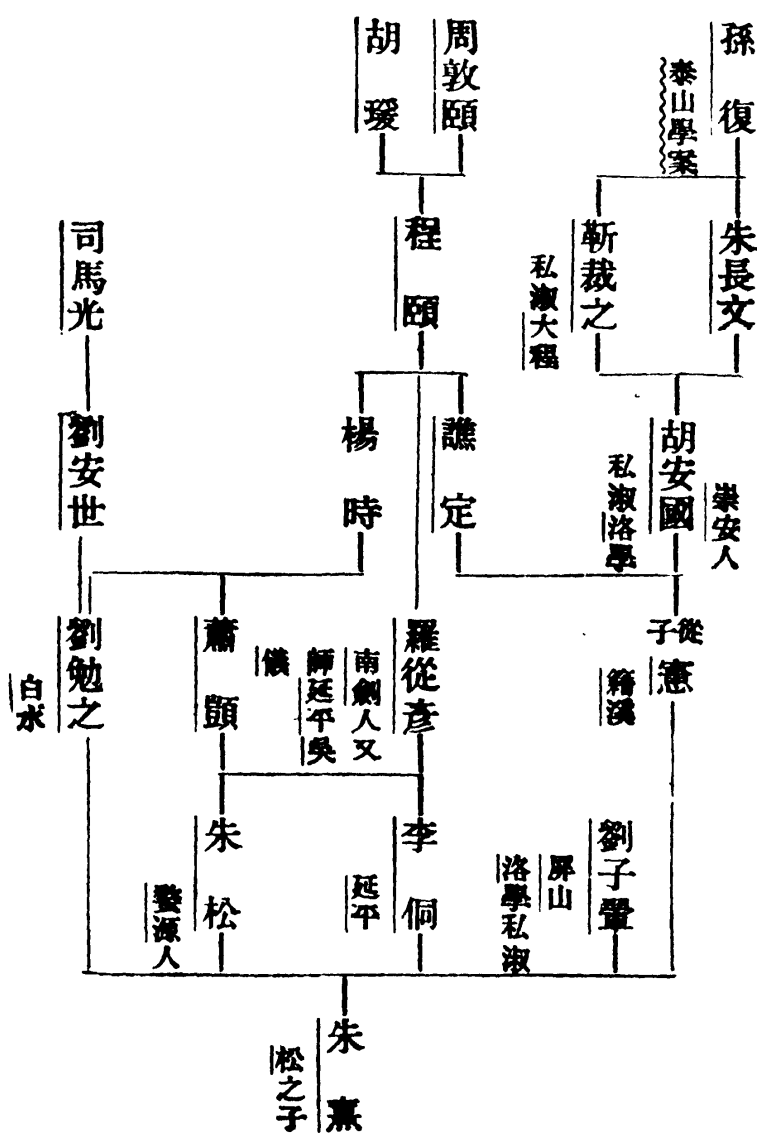 孫復
泰山學案
周敦頤
胡瑗
朱長文
靳裁之
私淑大程
程頤
司馬光
崇安人
胡安國
私淑洛學
譙定
楊時
劉安世
從子
憲
籍溪
羅從彥
南劍人又
師延平吳
儀
蕭顗
劉勉之
白水
劉子翬
屏山
洛學私淑
李侗
延平
朱松
婺源人
朱熹
松之子